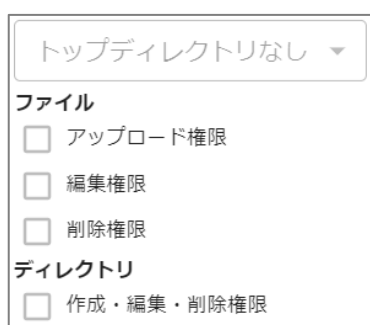 トップディレクトリなし
ファイル
アップロード権限
編集権限
削除権限
ディレクトリ
作成・編集・削除権限